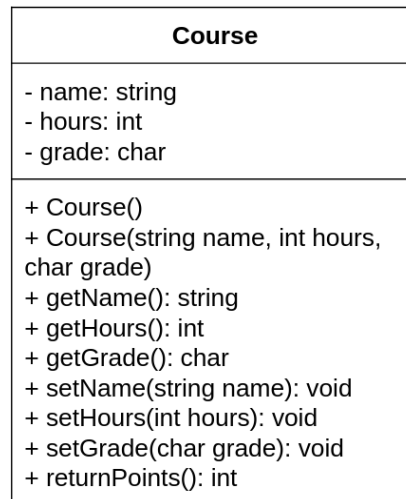 Course
- name: string
- hours: int
- grade: char
+ Course()
+ Course(string name, int hours,
char grade)
+ getName(): string
+ getHours(): int
+ getGrade(): char
+ setName(string name): void
+ setHours(int hours): void
+ setGrade(char grade): void
+ returnPoints(): int